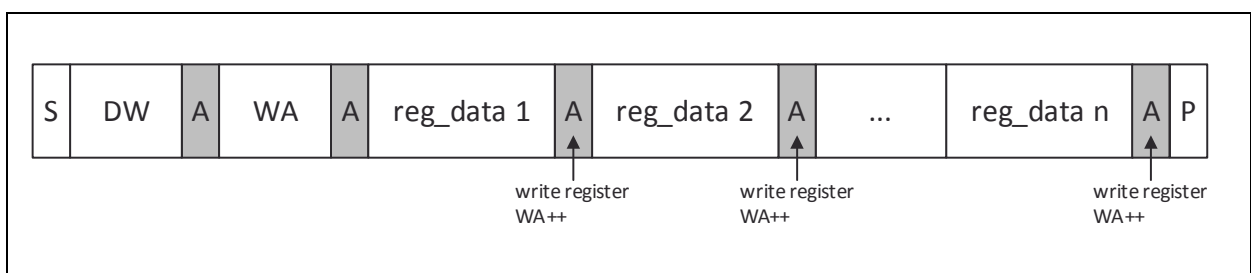 S DW A WA A reg_data 1 A reg_data 2 A ... reg_data n A P
write register write register write register
WA++ WA++ WA++